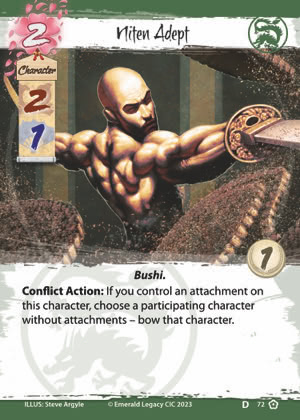 2
Niten Adept
Character
2
1
1
Bushi.
Conflict Action: If you control an attachment on
this character, choose a participating character
without attachments – bow that character.
ILLUS: Steve Argyle © Emerald Legacy CIC 2023 D 72